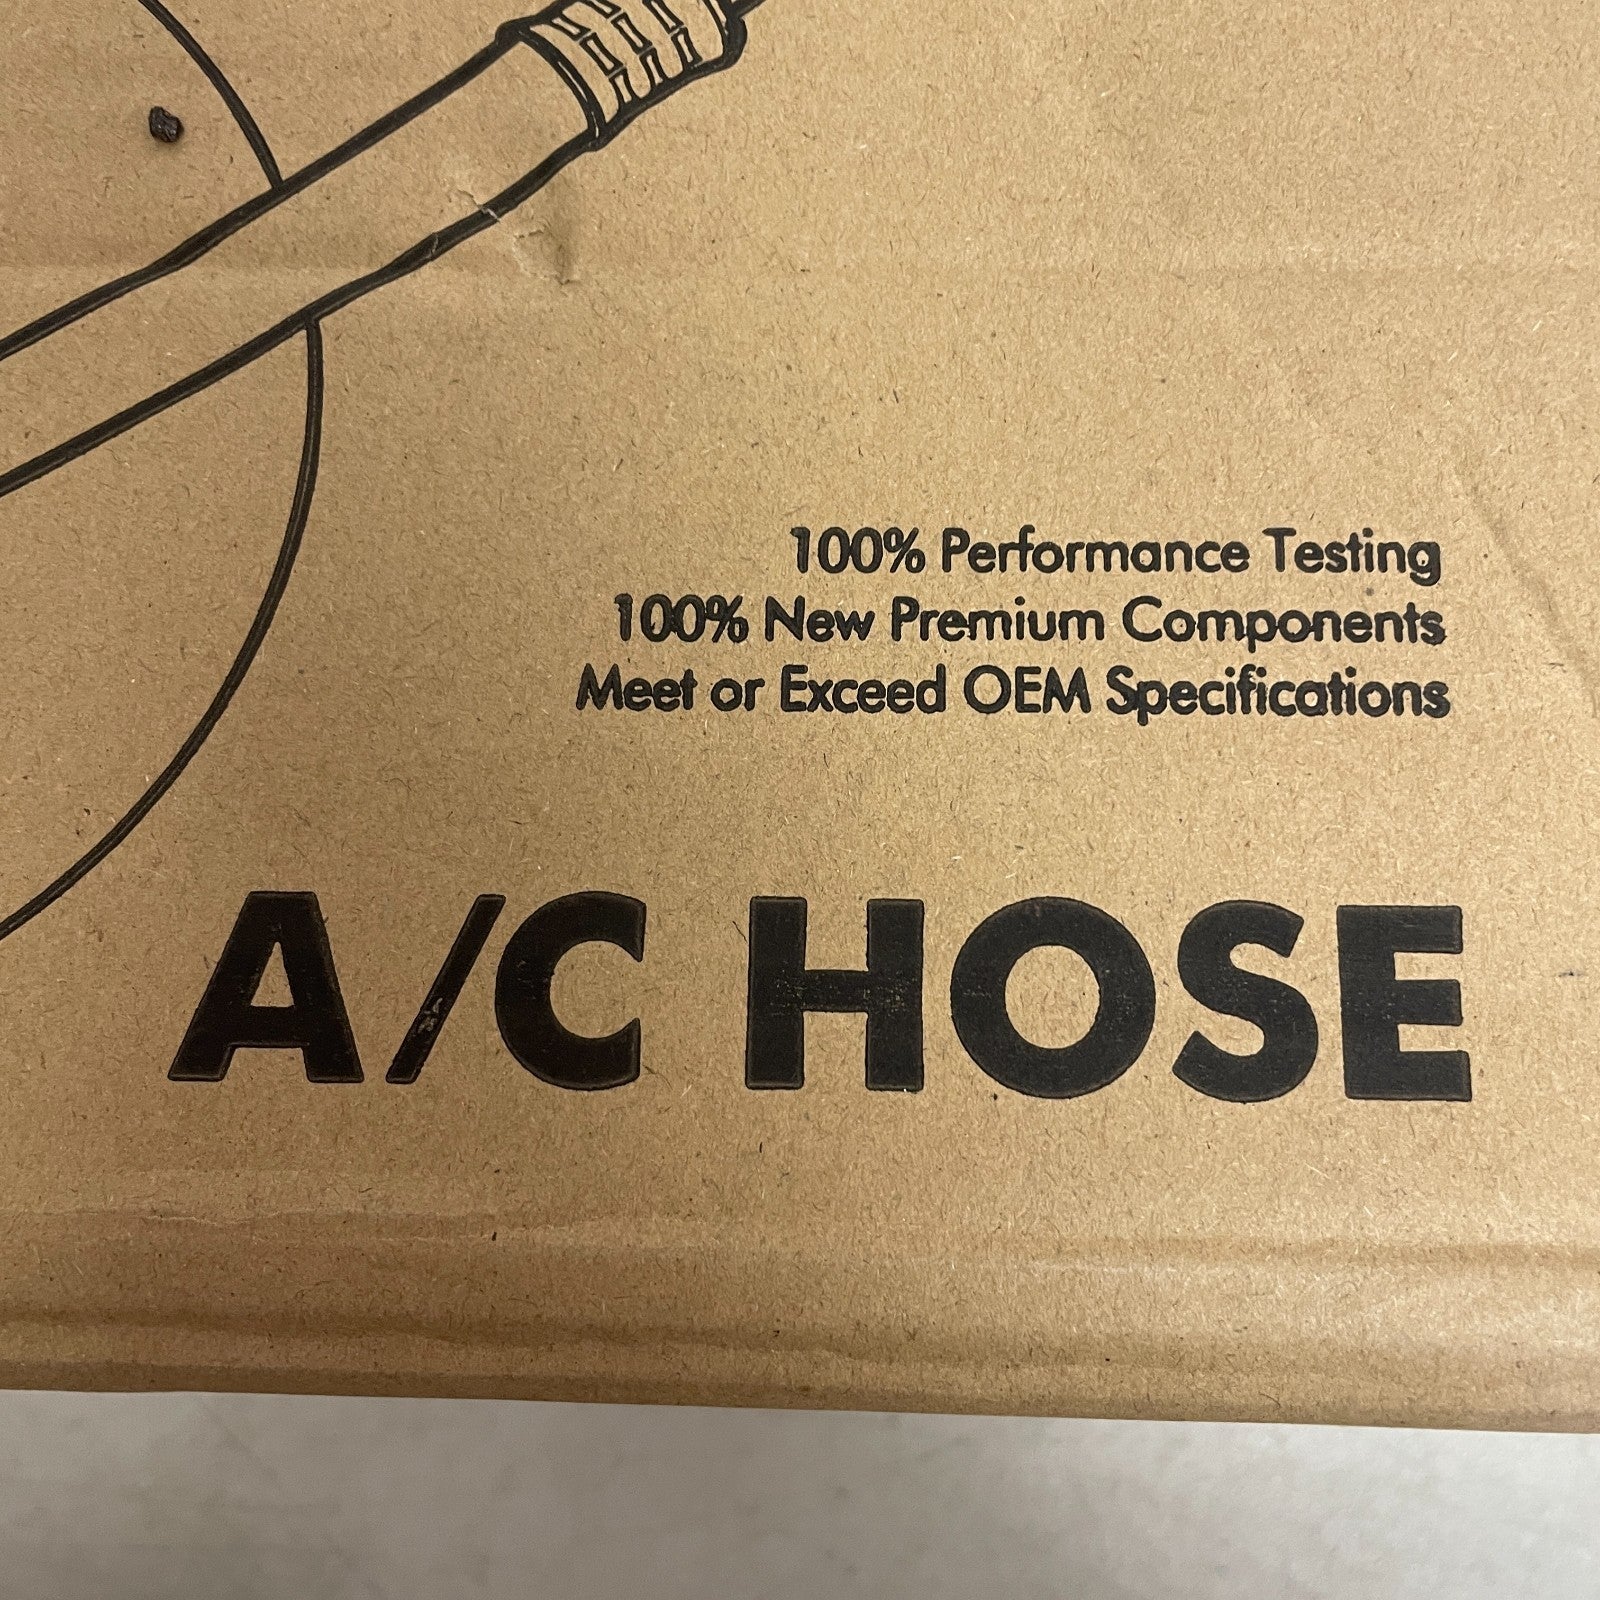 100% Performance Testing
100% New Premium Components
Meet or Exceed OEM Specifications
A/C HOSE